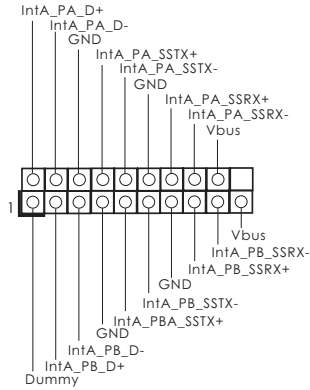 IntA_PA_D+
IntA_PA_D-
GND
IntA_PA_SSTX+
IntA_PA_SSTX-
GND
IntA_PA_SSRX+
IntA_PA_SSRX-
Vbus
1
Vbus
IntA_PB_SSRX-
IntA_PB_SSRX+
GND
IntA_PB_SSTX-
IntA_PBA_SSTX+
GND
IntA_PB_D-
IntA_PB_D+
Dummy